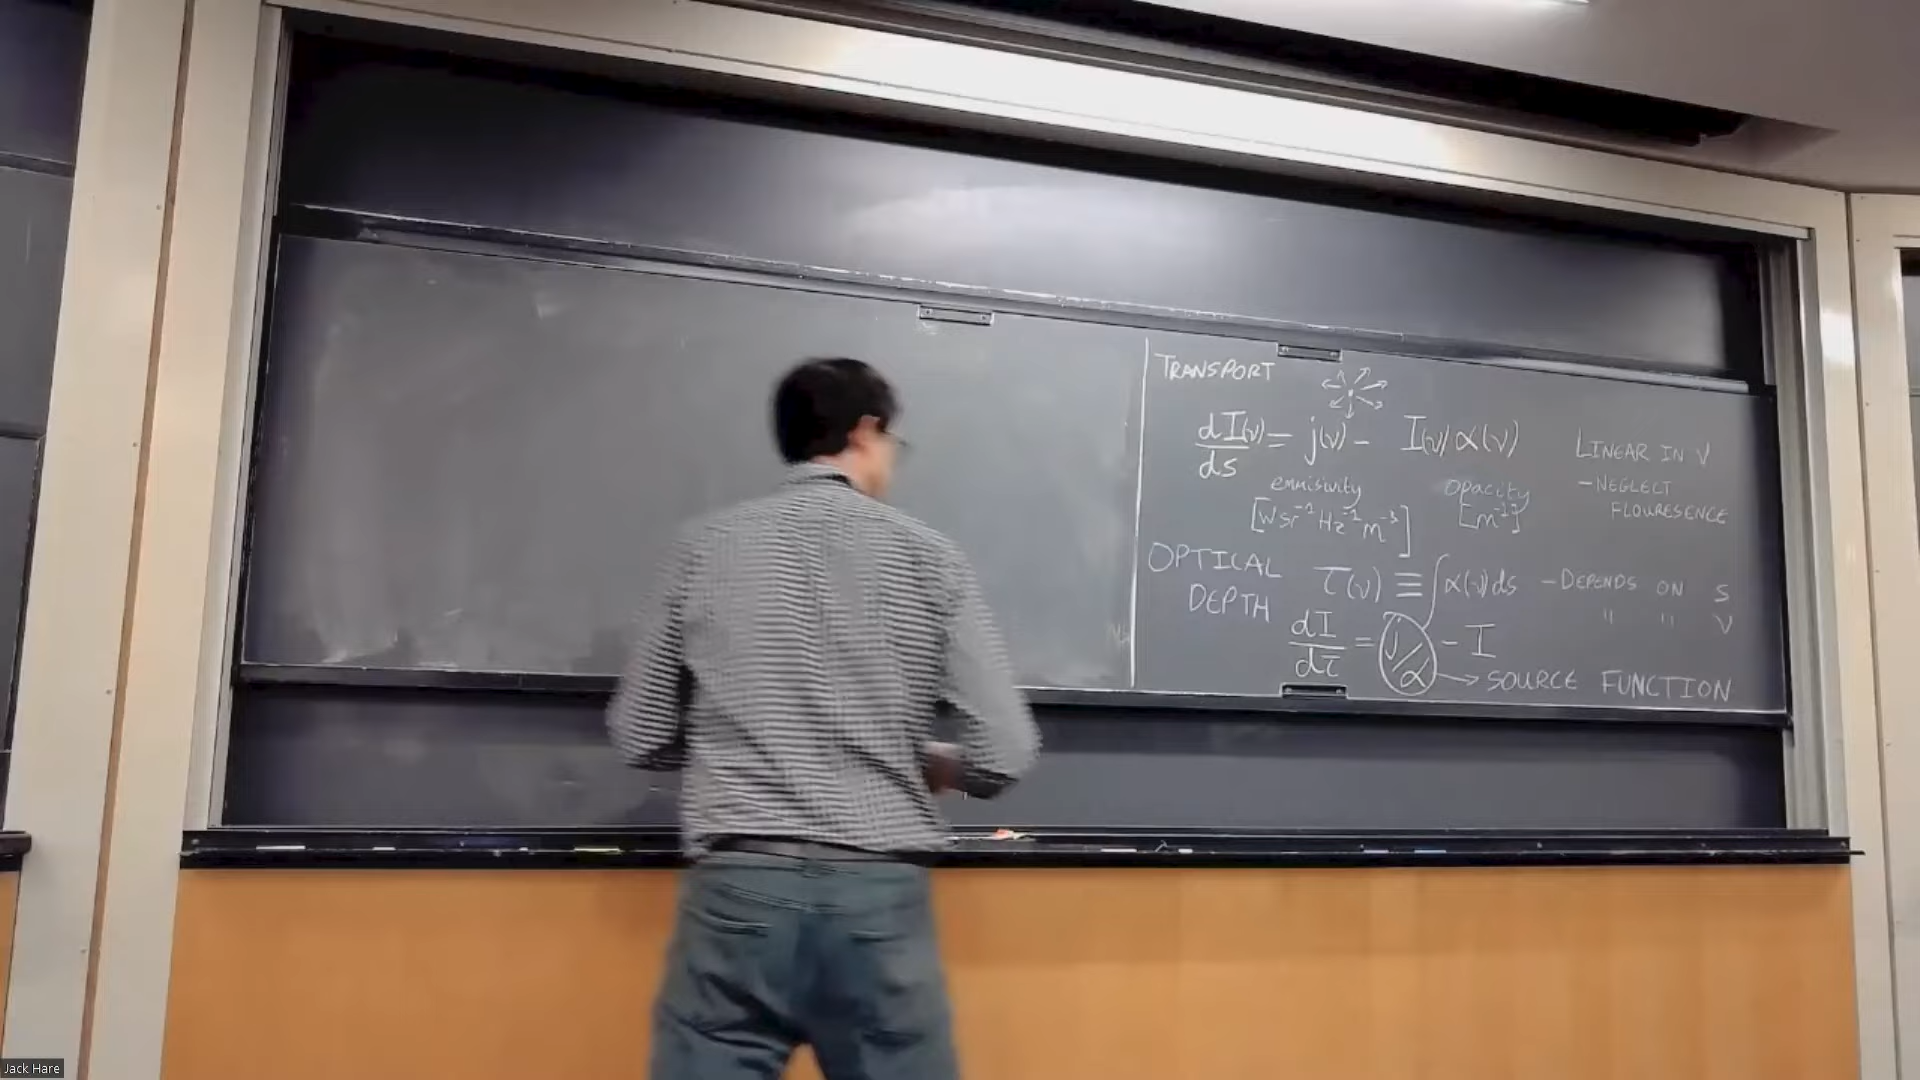 TRANSPORT
dI(ν)/ds = j(ν) - I(ν) α(ν)
LINEAR IN ν
- NEGLECT
FLOURESENCE
emmisivity
[W sr⁻¹ Hz⁻¹ m⁻³]
opacity
[m⁻¹]
OPTICAL
DEPTH
τ(ν) ≡ ∫α(ν)ds
- DEPENDS ON S
" " ν
dI/dτ = j/α - I
→ SOURCE FUNCTION
Jack Hare